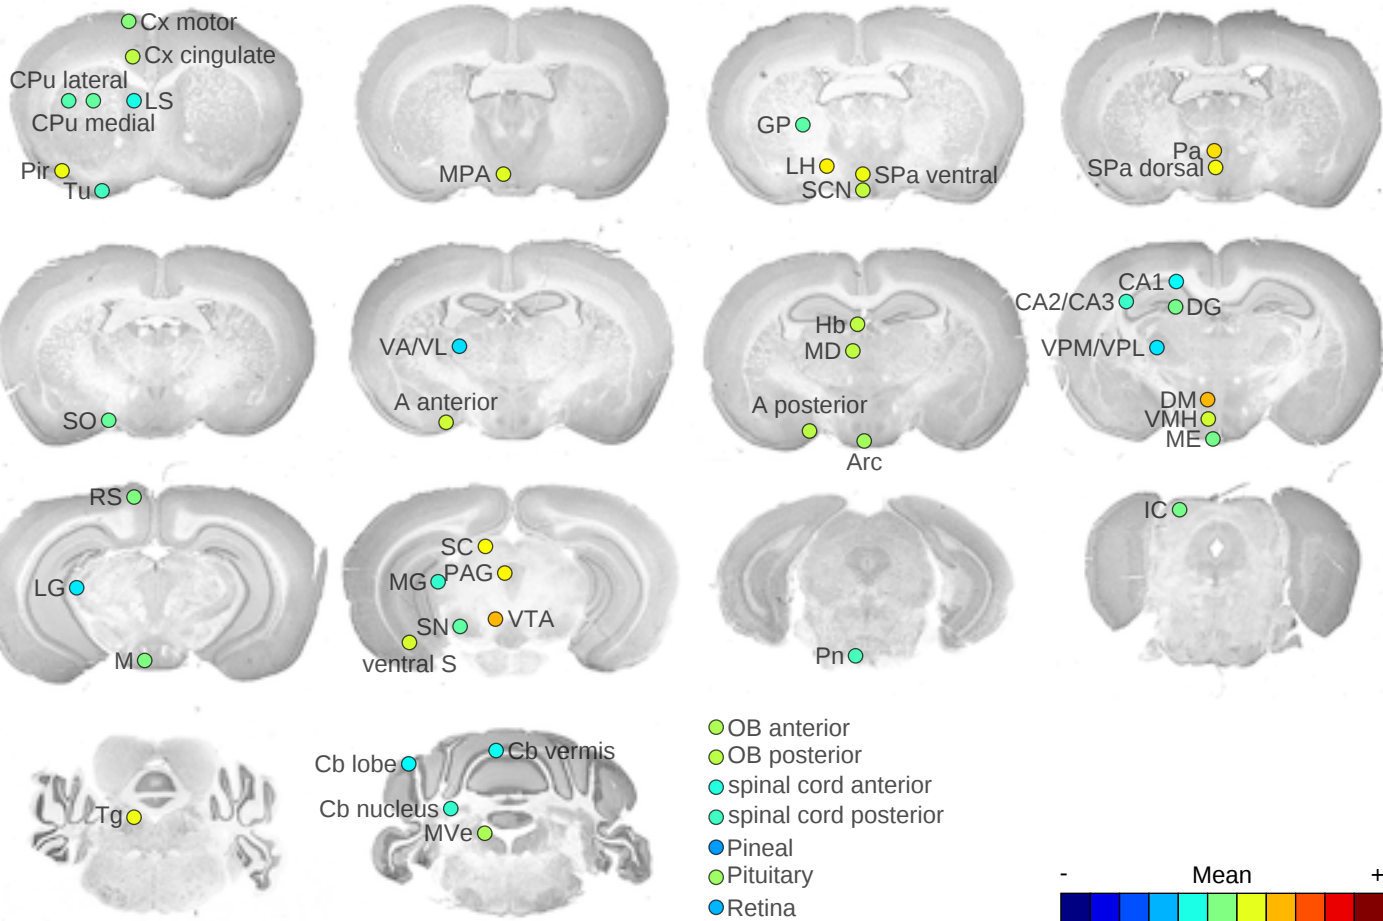 Cx motor
Cx cingulate
CPu lateral
LS
CPu medial
Pir
Tu
MPA
GP
LH
SPa ventral
SCN
Pa
SPa dorsal
SO
VA/VL
A anterior
Hb
MD
A posterior
Arc
CA1
CA2/CA3
DG
VPM/VPL
DM
VMH
ME
RS
LG
M
SC
MG
PAG
SN
VTA
ventral S
Pn
IC
Tg
Cb lobe
Cb vermis
Cb nucleus
MVe
OB anterior
OB posterior
spinal cord anterior
spinal cord posterior
Pineal
Pituitary
Retina
- Mean +